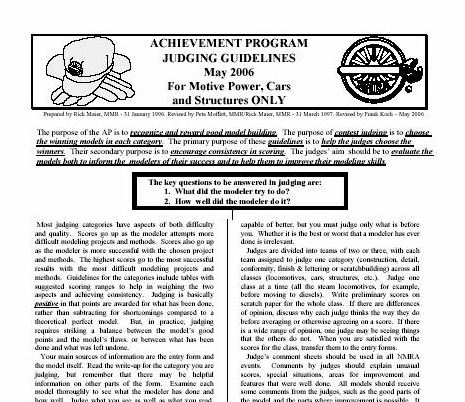 ACHIEVEMENT PROGRAM
JUDGING GUIDELINES
May 2006
For Motive Power, Cars
and Structures ONLY
Prepared by Rick Maier, MMR - 31 January 1996. Revised by Pete Moffett, MMR/Rick Maier, MMR - 31 March 1997. Revised by Frank Koch – May 2006
The purpose of the AP is to recognize and reward good model building. The purpose of contest judging is to choose
the winning models in each category. The primary purpose of these guidelines is to help the judges choose the
winners. Their secondary purpose is to encourage consistency in scoring. The judges' aim should be to evaluate the
models both to inform the modelers of their success and to help them to improve their modeling skills.
The key questions to be answered in judging are:
1. What did the modeler try to do?
2. How well did the modeler do it?
Most judging categories have aspects of both difficulty
and quality. Scores go up as the modeler attempts more
difficult modeling projects and methods. Scores also go up
as the modeler is more successful with the chosen project
and methods. The highest scores go to the most successful
results with the most difficult modeling projects and
methods. Guidelines for the categories include tables with
suggested scoring ranges to help in weighing the two
aspects and achieving consistency. Judging is basically
positive in that points are awarded for what has been done,
rather than subtracting for shortcomings compared to a
theoretical perfect model. But, in practice, judging
requires striking a balance between the model's good
points and the model's flaws, or between what has been
done and what was left undone.
Your main sources of information are the entry form and
the model itself. Read the write-up for the category you are
judging, but remember that there may be helpful
information on other parts of the form. Examine each
model thoroughly to see what the modeler has done and
how well. Judge what you see as well as what you read.
capable of better, but you must judge only what is before
you. Whether it is the best or worst that a modeler has ever
done is irrelevant.
Judges are divided into teams of two or three, with each
team assigned to judge one category (construction, detail,
conformity, finish & lettering or scratchbuilding) across all
classes (locomotives, cars, structures, etc.). Judge one
class at a time (all the steam locomotives, for example,
before moving to diesels). Write preliminary scores on
scratch paper for the whole class. If there are differences
of opinion, discuss why each judge thinks the way they do
before averaging or otherwise agreeing on a score. If there
is a wide range of opinion, one judge may be seeing things
that the others do not. When you are satisfied with the
scores for the class, transfer them to the entry forms.
Judge's comment sheets should be used in all NMRA
events. Comments by judges should explain unusual
scores, special situations, areas for improvement and
features that were well done. All models should receive
some comments from the judges, such as the good parts of
the model and the parts where improvement is possible. It